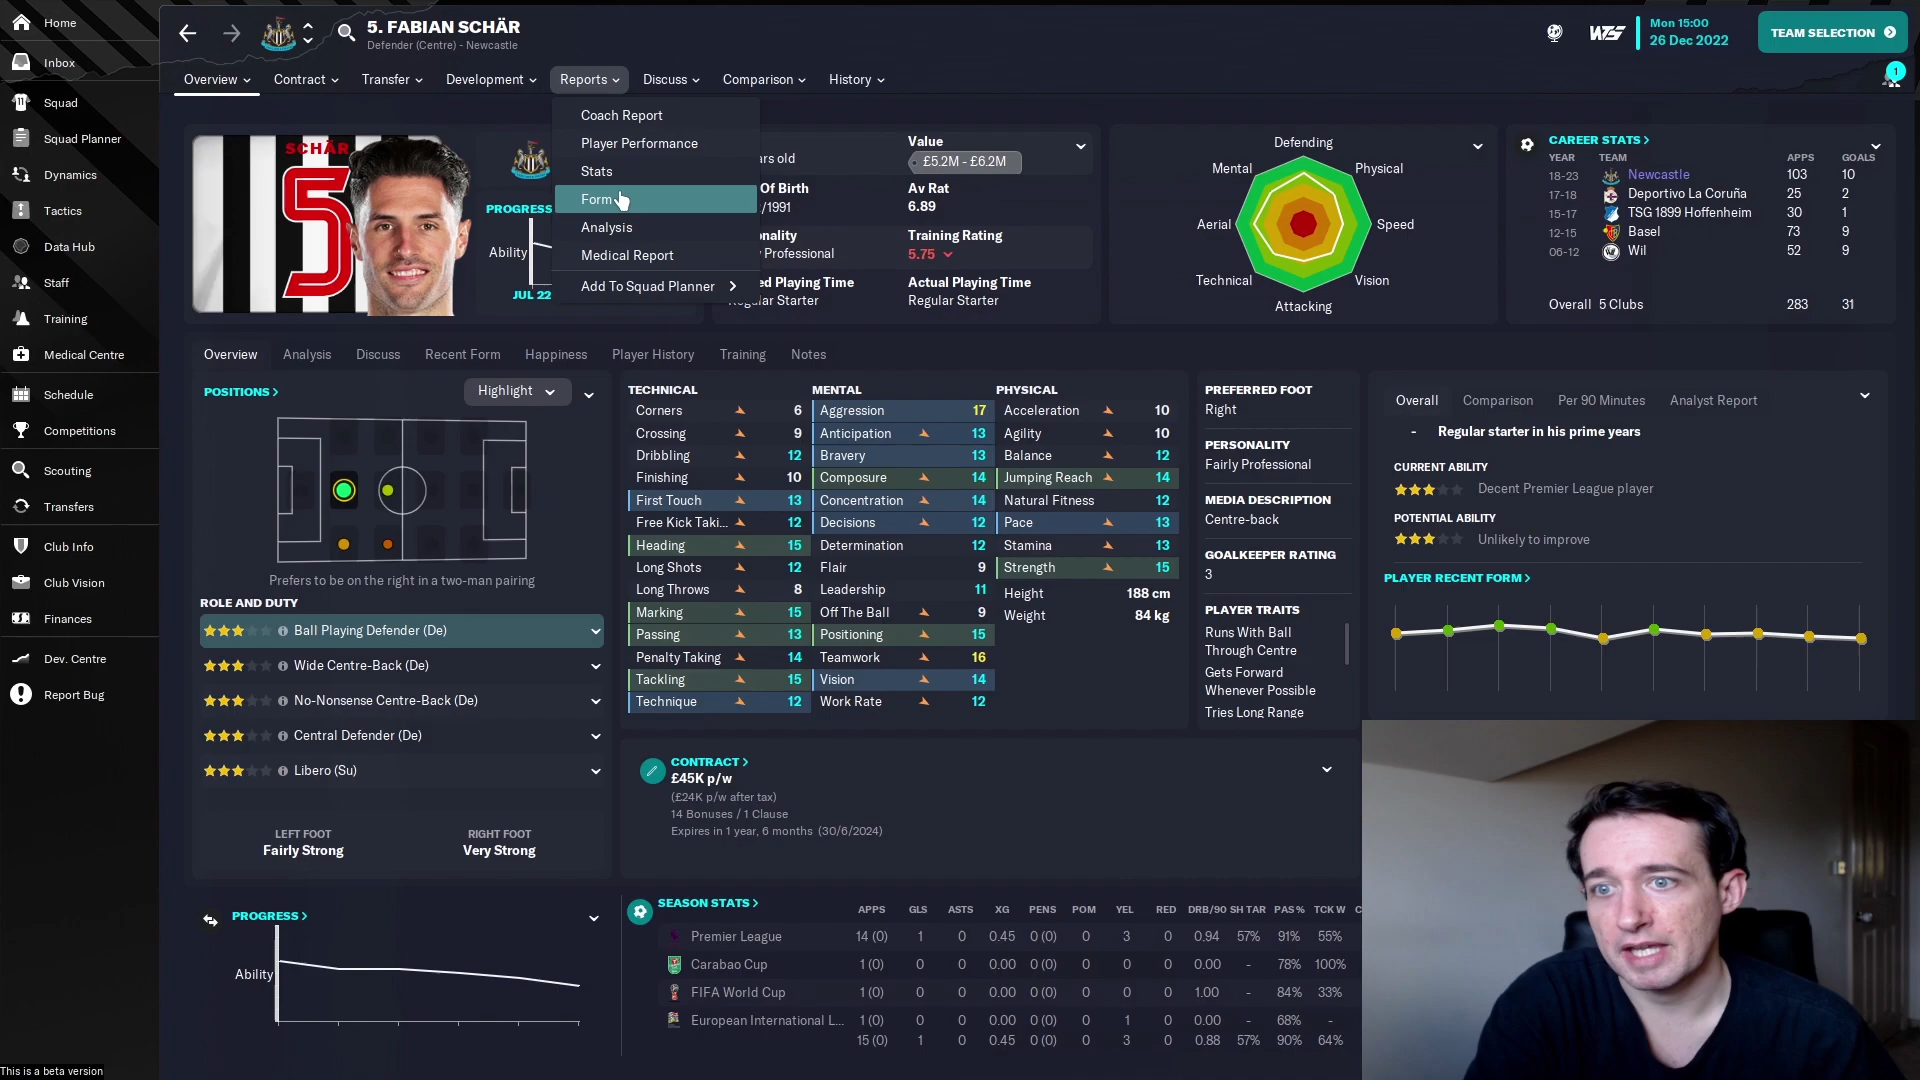 Home
Inbox
Squad
Squad Planner
Dynamics
Tactics
Data Hub
Staff
Training
Medical Centre
Schedule
Competitions
Scouting
Transfers
Club Info
Club Vision
Finances
Dev. Centre
Report Bug
This is a beta version
5. FABIAN SCHÄR
Defender (Centre) - Newcastle
Mon 15:00
26 Dec 2022
TEAM SELECTION
1
Overview Contract Transfer Development Reports Discuss Comparison History
Coach Report
Player Performance
Stats
Form
Analysis
Medical Report
Add To Squad Planner
SCHÄR
5
PROGRESS
Ability
JUL 22
ars old
Of Birth
/1991
nality
Professional
ed Playing Time
Regular Starter
Value
£5.2M - £6.2M
Av Rat
6.89
Training Rating
5.75
Actual Playing Time
Regular Starter
Defending
Mental Physical
Aerial Speed
Technical Vision
Attacking
CAREER STATS
YEAR TEAM APPS GOALS
18-23 Newcastle 103 10
17-18 Deportivo La Coruña 25 2
15-17 TSG 1899 Hoffenheim 30 1
12-15 Basel 73 9
06-12 Wil 52 9
Overall 5 Clubs 283 31
Overview Analysis Discuss Recent Form Happiness Player History Training Notes
POSITIONS
Highlight
Prefers to be on the right in a two-man pairing
ROLE AND DUTY
Ball Playing Defender (De)
Wide Centre-Back (De)
No-Nonsense Centre-Back (De)
Central Defender (De)
Libero (Su)
LEFT FOOT RIGHT FOOT
Fairly Strong Very Strong
TECHNICAL
Corners 6
Crossing 9
Dribbling 12
Finishing 10
First Touch 13
Free Kick Taki... 12
Heading 15
Long Shots 12
Long Throws 8
Marking 15
Passing 13
Penalty Taking 14
Tackling 15
Technique 12
MENTAL
Aggression 17
Anticipation 13
Bravery 13
Composure 14
Concentration 14
Decisions 12
Determination 12
Flair 9
Leadership 11
Off The Ball 9
Positioning 15
Teamwork 16
Vision 14
Work Rate 12
PHYSICAL
Acceleration 10
Agility 10
Balance 12
Jumping Reach 14
Natural Fitness 12
Pace 13
Stamina 13
Strength 15
Height 188 cm
Weight 84 kg
PREFERRED FOOT
Right
PERSONALITY
Fairly Professional
MEDIA DESCRIPTION
Centre-back
GOALKEEPER RATING
3
PLAYER TRAITS
Runs With Ball
Through Centre
Gets Forward
Whenever Possible
Tries Long Range
Overall Comparison Per 90 Minutes Analyst Report
- Regular starter in his prime years
CURRENT ABILITY
Decent Premier League player
POTENTIAL ABILITY
Unlikely to improve
PLAYER RECENT FORM
CONTRACT
£45K p/w
(£24K p/w after tax)
14 Bonuses / 1 Clause
Expires in 1 year, 6 months (30/6/2024)
PROGRESS
Ability
SEASON STATS APPS GLS ASTS XG PENS POM YEL RED DRB/90 SH TAR PAS % TCK W C
Premier League 14 (0) 1 0 0.45 0 (0) 0 3 0 0.94 57% 91% 55%
Carabao Cup 1 (0) 0 0 0.00 0 (0) 0 0 0 0.00 - 78% 100%
FIFA World Cup 1 (0) 0 0 0.00 0 (0) 0 0 0 1.00 - 84% 33%
European International L... 1 (0) 0 0 0.00 0 (0) 0 1 0 0.00 - 68% -
15 (0) 1 0 0.45 0 (0) 0 3 0 0.88 57% 90% 64%